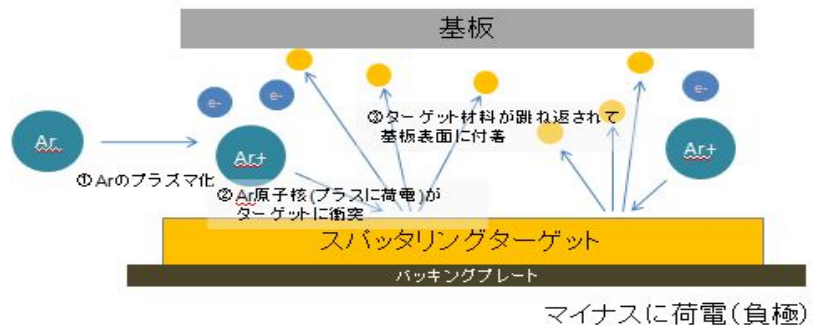 基板
e-
e-
e-
Ar
Ar+
Ar+
①Arのプラズマ化
②Ar原子核(プラスに荷電)が
ターゲットに衝突
③ターゲット材料が跳ね返されて
基板表面に付着
スパッタリングターゲット
バッキングプレート
マイナスに荷電(負極)